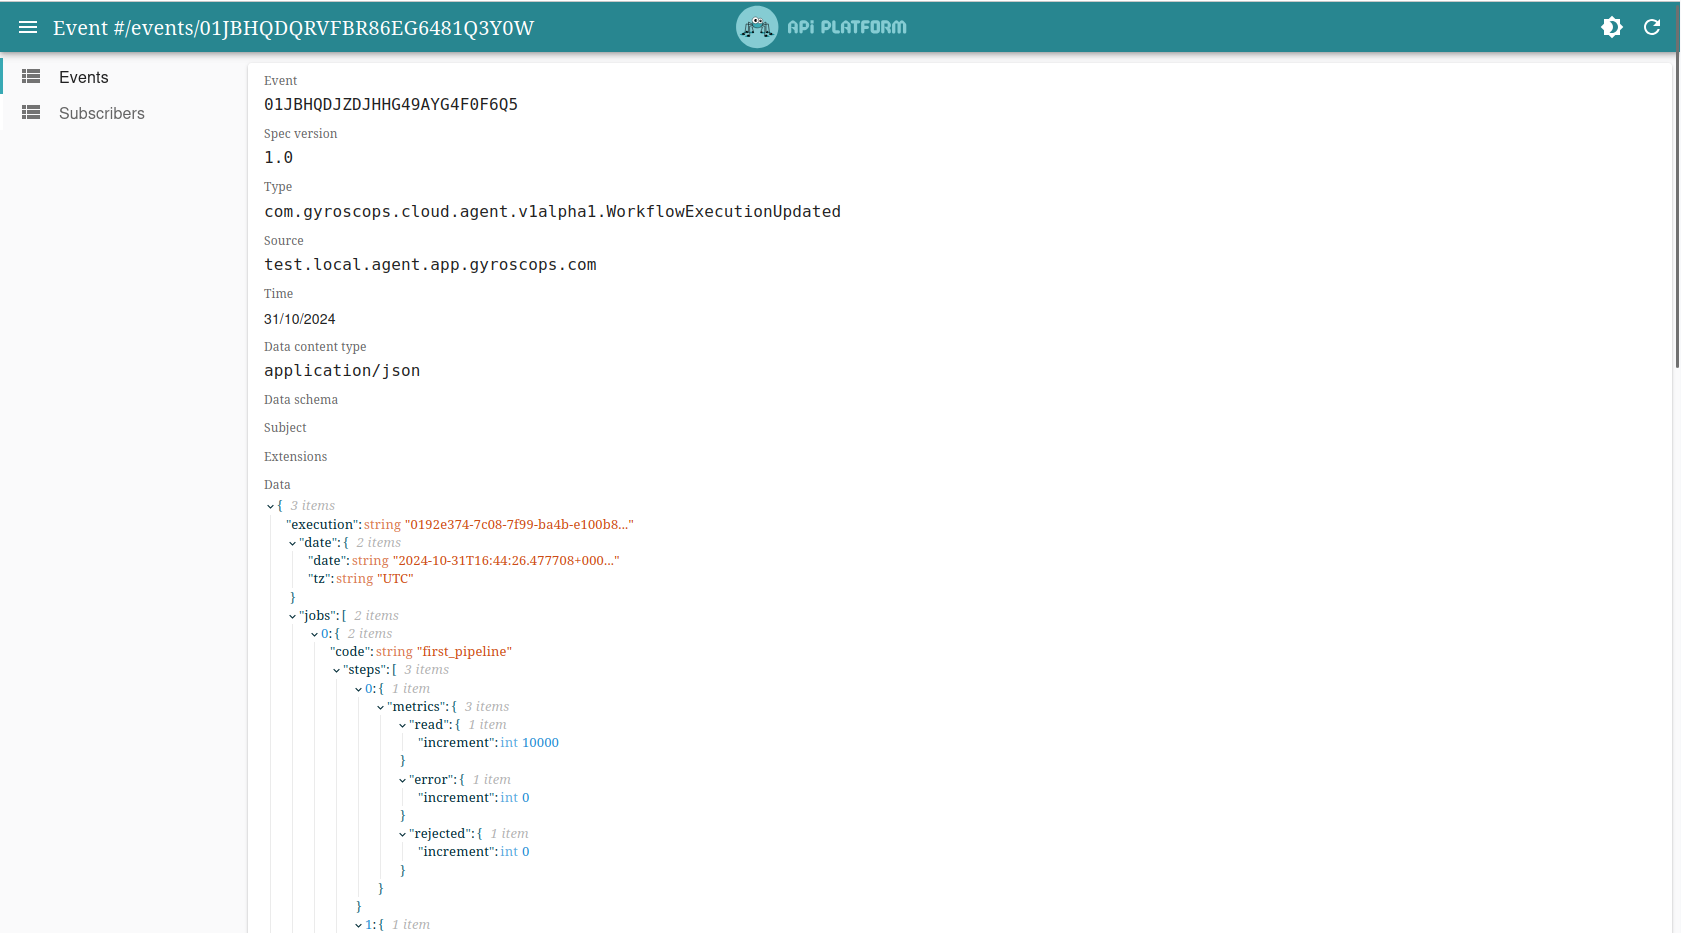 Event #/events/01JBHQDQRVFBR86EG6481Q3Y0W
API PLATFORM
Events
Subscribers
Event
01JBHQDJZDJHHG49AYG4F0F6Q5
Spec version
1.0
Type
com.gyroscops.cloud.agent.v1alpha1.WorkflowExecutionUpdated
Source
test.local.agent.app.gyroscops.com
Time
31/10/2024
Data content type
application/json
Data schema
Subject
Extensions
Data
{ 3 items
"execution": string "0192e374-7c08-7f99-ba4b-e100b8..."
"date": { 2 items
"date": string "2024-10-31T16:44:26.477708+000..."
"tz": string "UTC"
}
"jobs": [ 2 items
0: { 2 items
"code": string "first_pipeline"
"steps": [ 3 items
0: { 1 item
"metrics": { 3 items
"read": { 1 item
"increment": int 10000
}
"error": { 1 item
"increment": int 0
}
"rejected": { 1 item
"increment": int 0
}
}
}
1: { 1 item